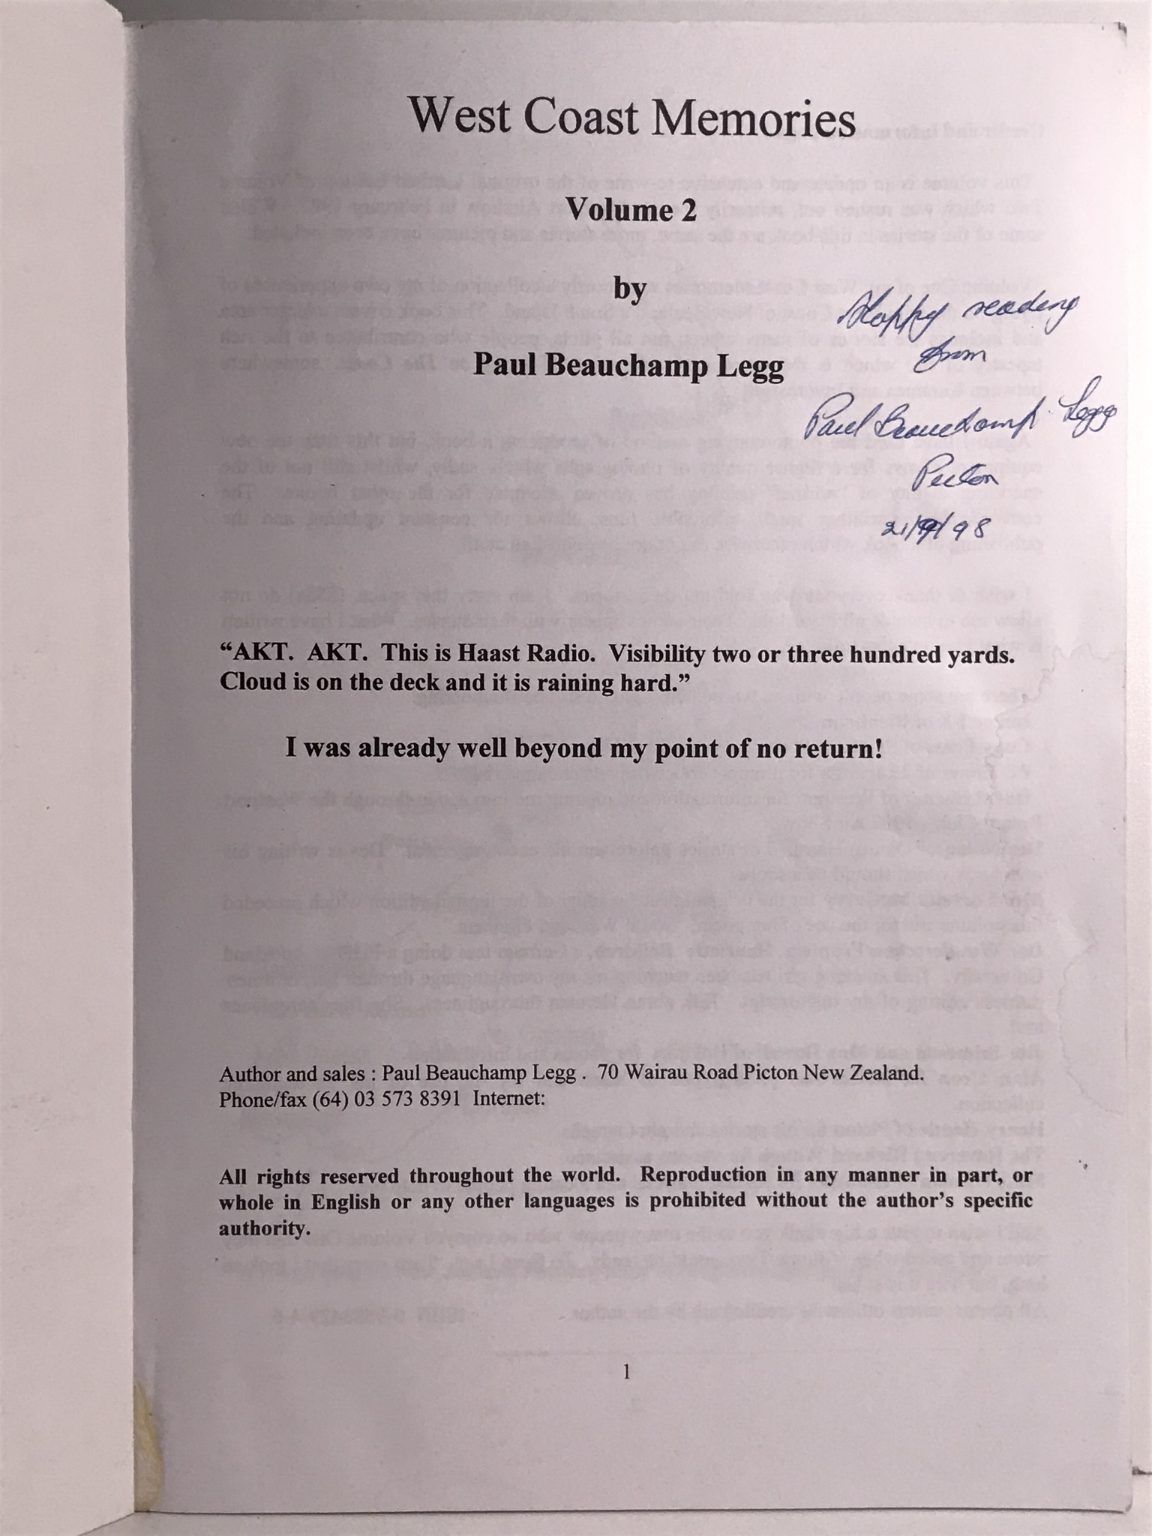 West Coast Memories
Volume 2
by
Paul Beauchamp Legg
Happy reading
from
Paul Beauchamp Legg
Picton
21/9/98
“AKT.  AKT.  This is Haast Radio.  Visibility two or three hundred yards.
Cloud is on the deck and it is raining hard.”
I was already well beyond my point of no return!
Author and sales : Paul Beauchamp Legg .  70 Wairau Road Picton New Zealand.
Phone/fax (64) 03 573 8391  Internet:
All rights reserved throughout the world.  Reproduction in any manner in part, or
whole in English or any other languages is prohibited without the author’s specific
authority.
1